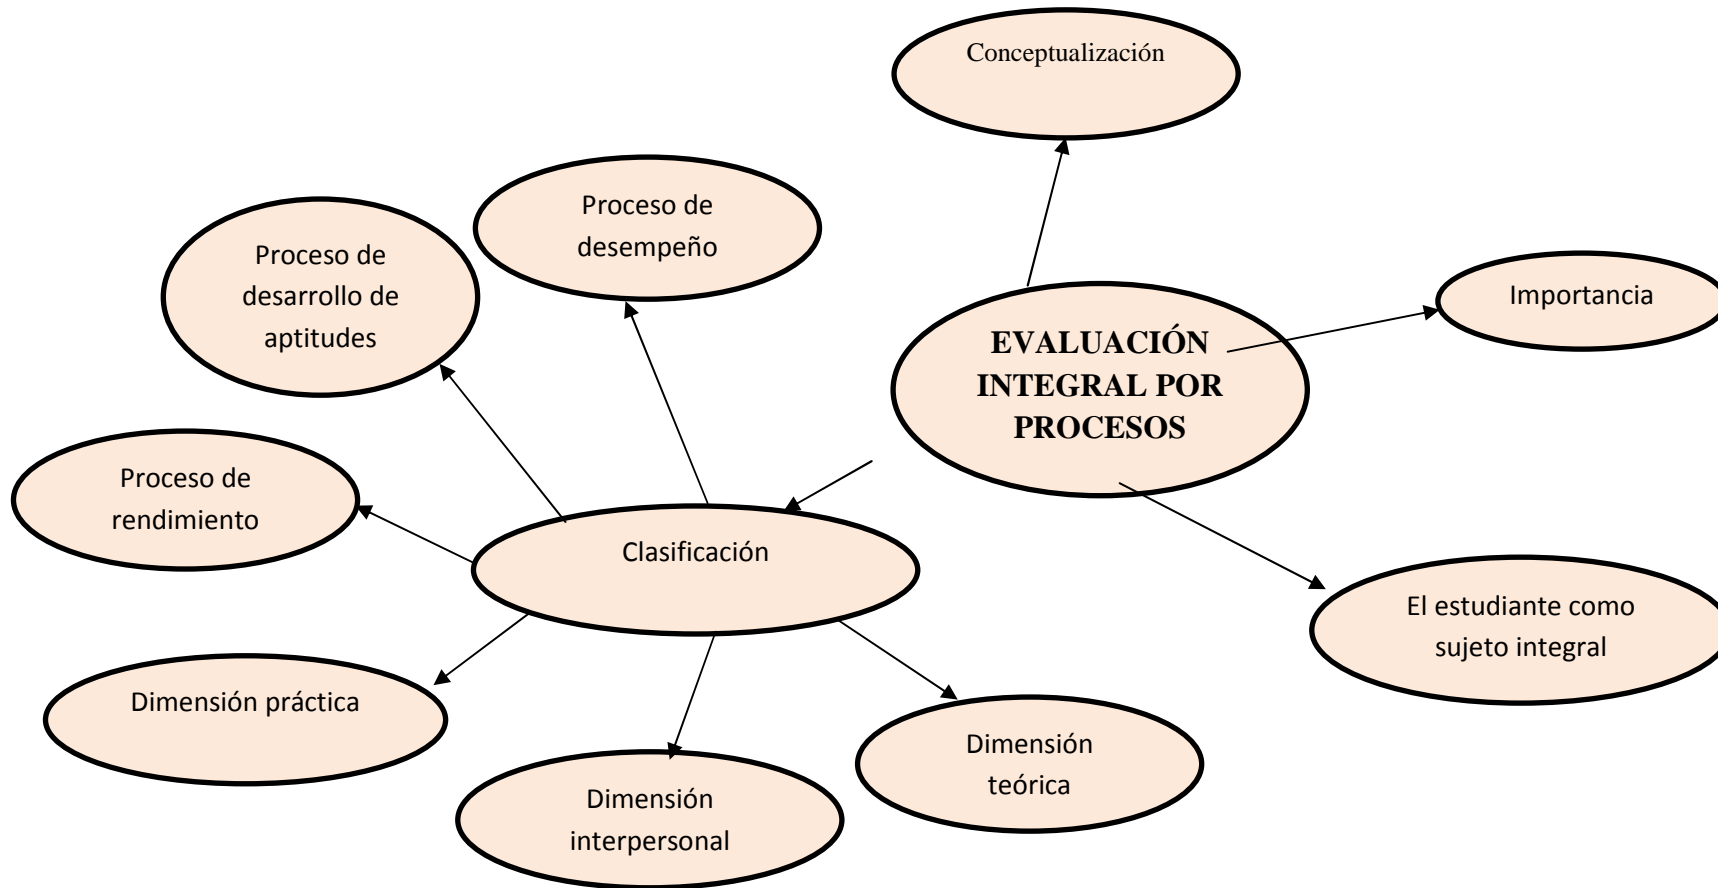 Conceptualización
Proceso de
desempeño
Proceso de
desarrollo de
aptitudes
Importancia
EVALUACIÓN
INTEGRAL POR
PROCESOS
Proceso de
rendimiento
Clasificación
El estudiante como
sujeto integral
Dimensión práctica
Dimensión
teórica
Dimensión
interpersonal